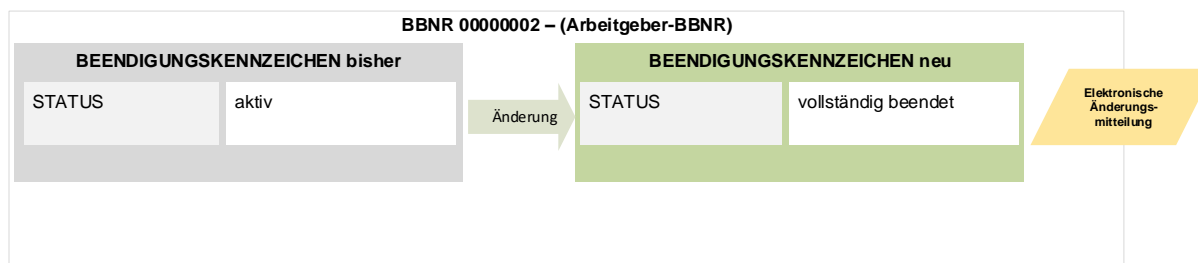 BBNR 00000002 – (Arbeitgeber-BBNR)
BEENDIGUNGSKENNZEICHEN bisher
STATUS
aktiv
Änderung
BEENDIGUNGSKENNZEICHEN neu
STATUS
vollständig beendet
Elektronische
Änderungs-
mitteilung